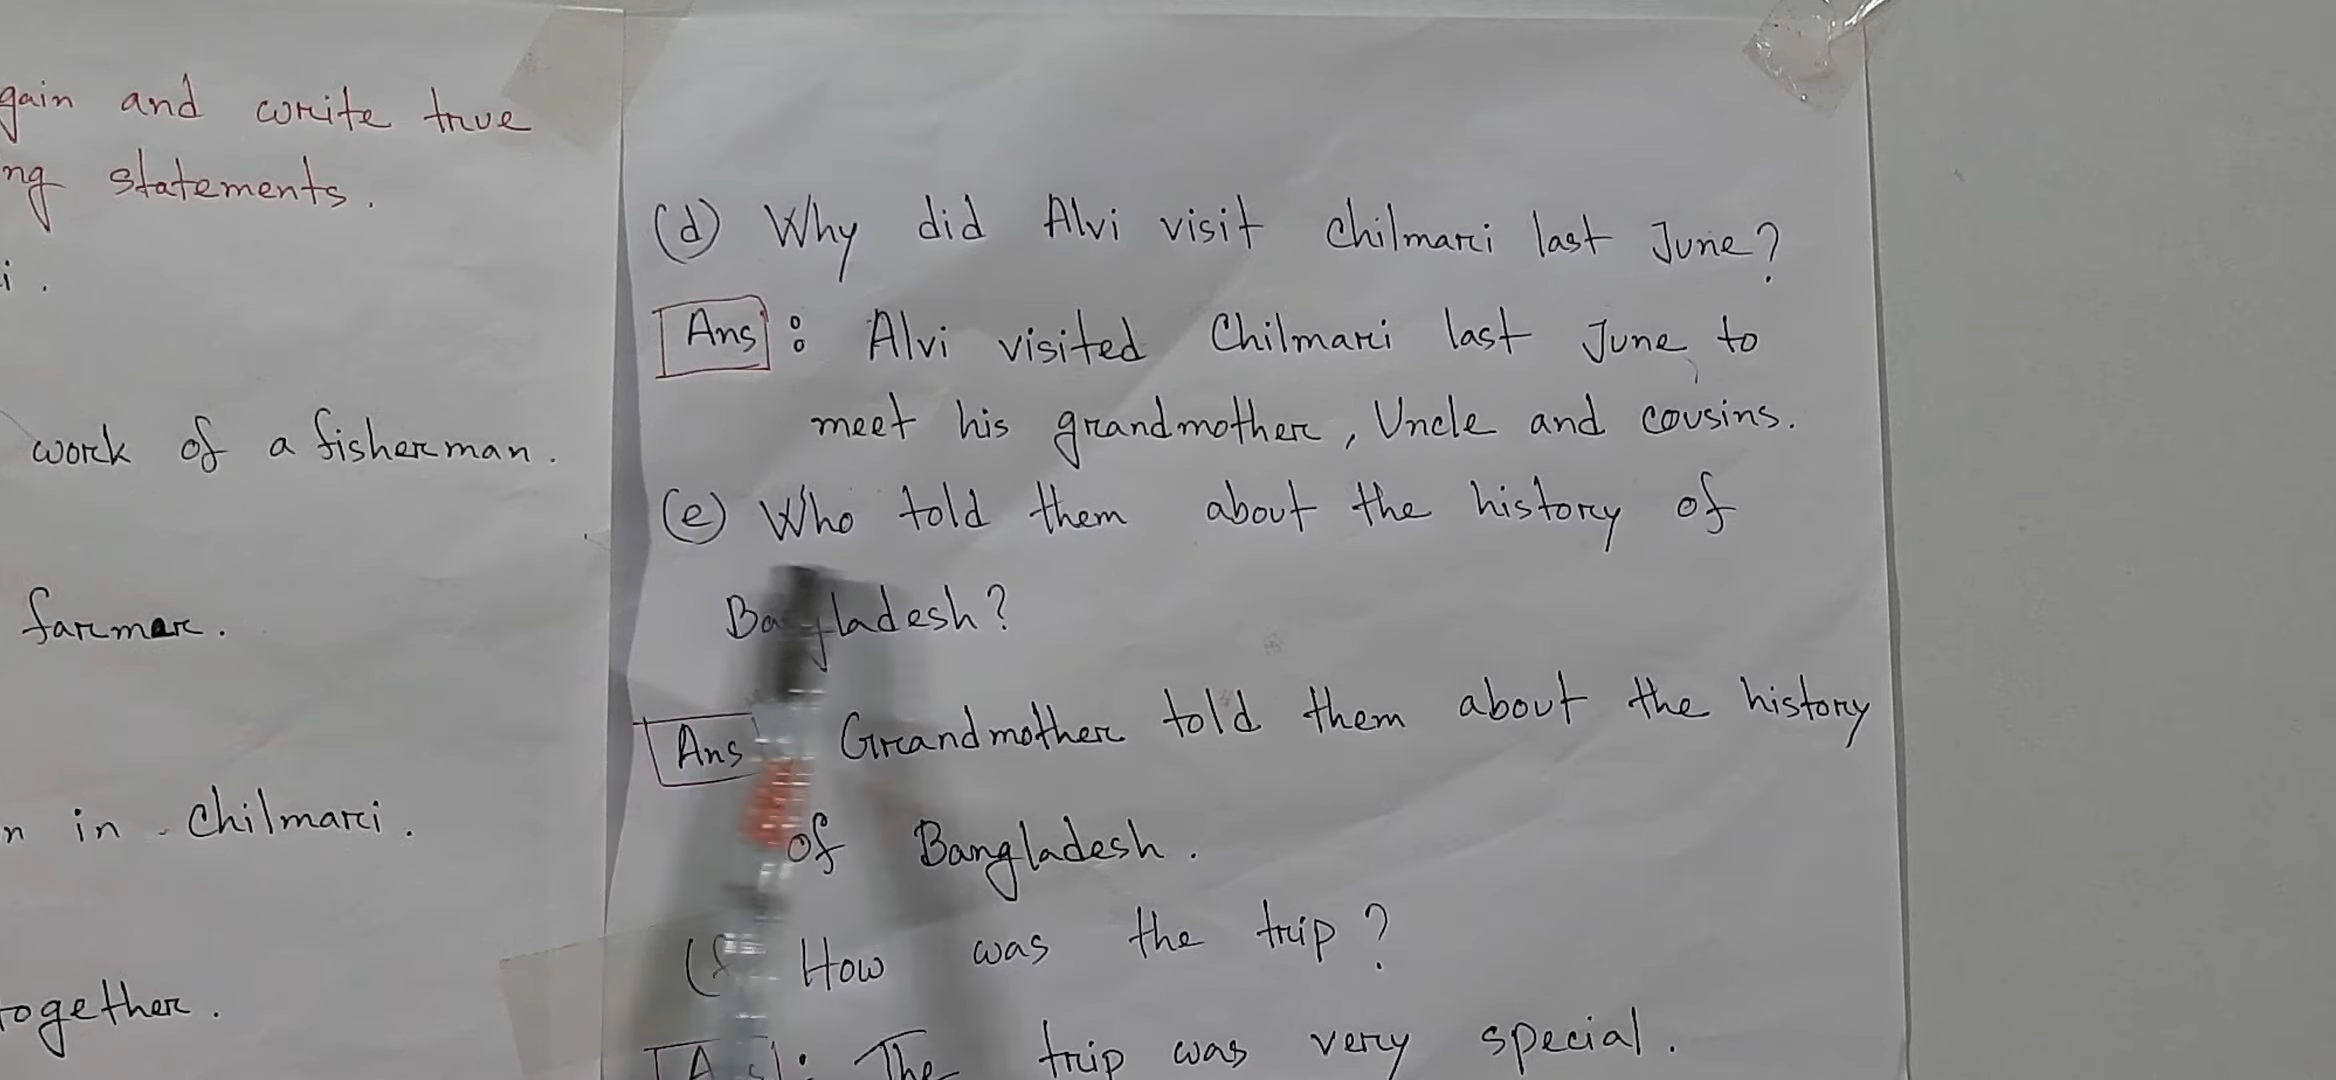 gain and write true
ng statements.
i.
work of a fisherman.
farmer.
n in Chilmari.
together.
(d) Why did Alvi visit Chilmari last June?
Ans : Alvi visited Chilmari last June to
meet his grandmother, Uncle and cousins.
(e) Who told them about the history of
Bangladesh?
Ans Grandmother told them about the history
of Bangladesh.
How was the trip?
The trip was very special.